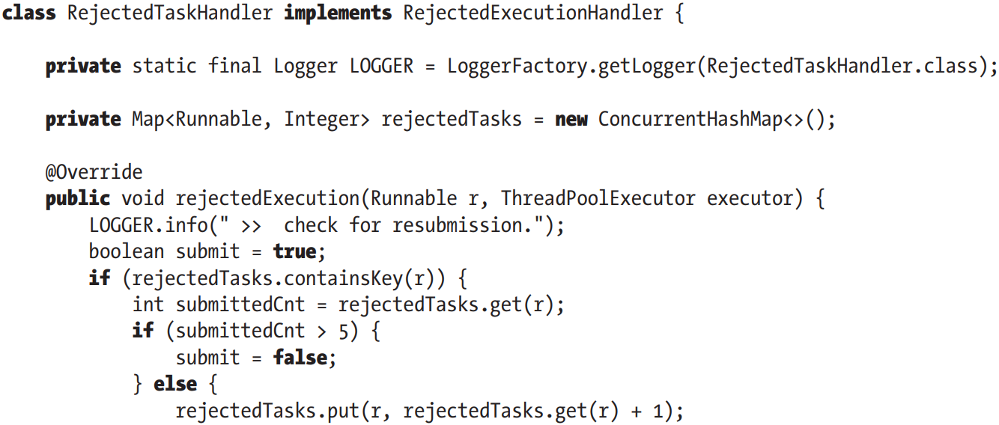 class RejectedTaskHandler implements RejectedExecutionHandler {
    private static final Logger LOGGER = LoggerFactory.getLogger(RejectedTaskHandler.class);
    private Map<Runnable, Integer> rejectedTasks = new ConcurrentHashMap<>();
    @Override
    public void rejectedExecution(Runnable r, ThreadPoolExecutor executor) {
        LOGGER.info(" >>  check for resubmission.");
        boolean submit = true;
        if (rejectedTasks.containsKey(r)) {
            int submittedCnt = rejectedTasks.get(r);
            if (submittedCnt > 5) {
                submit = false;
            } else {
                rejectedTasks.put(r, rejectedTasks.get(r) + 1);